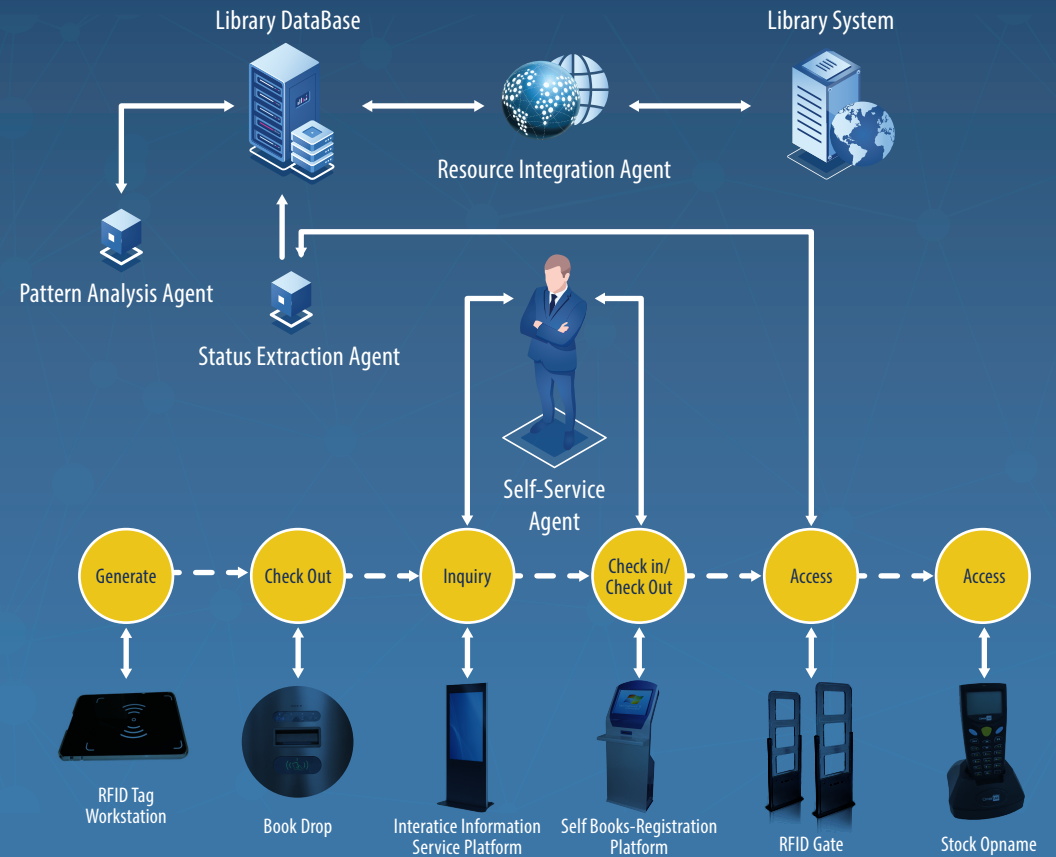 Library DataBase
Library System
Resource Integration Agent
Pattern Analysis Agent
Status Extraction Agent
Self-Service
Agent
Generate
Check Out
Inquiry
Check in/
Check Out
Access
Access
RFID Tag
Workstation
Book Drop
Interatice Information
Service Platform
Self Books-Registration
Platform
RFID Gate
Stock Opname